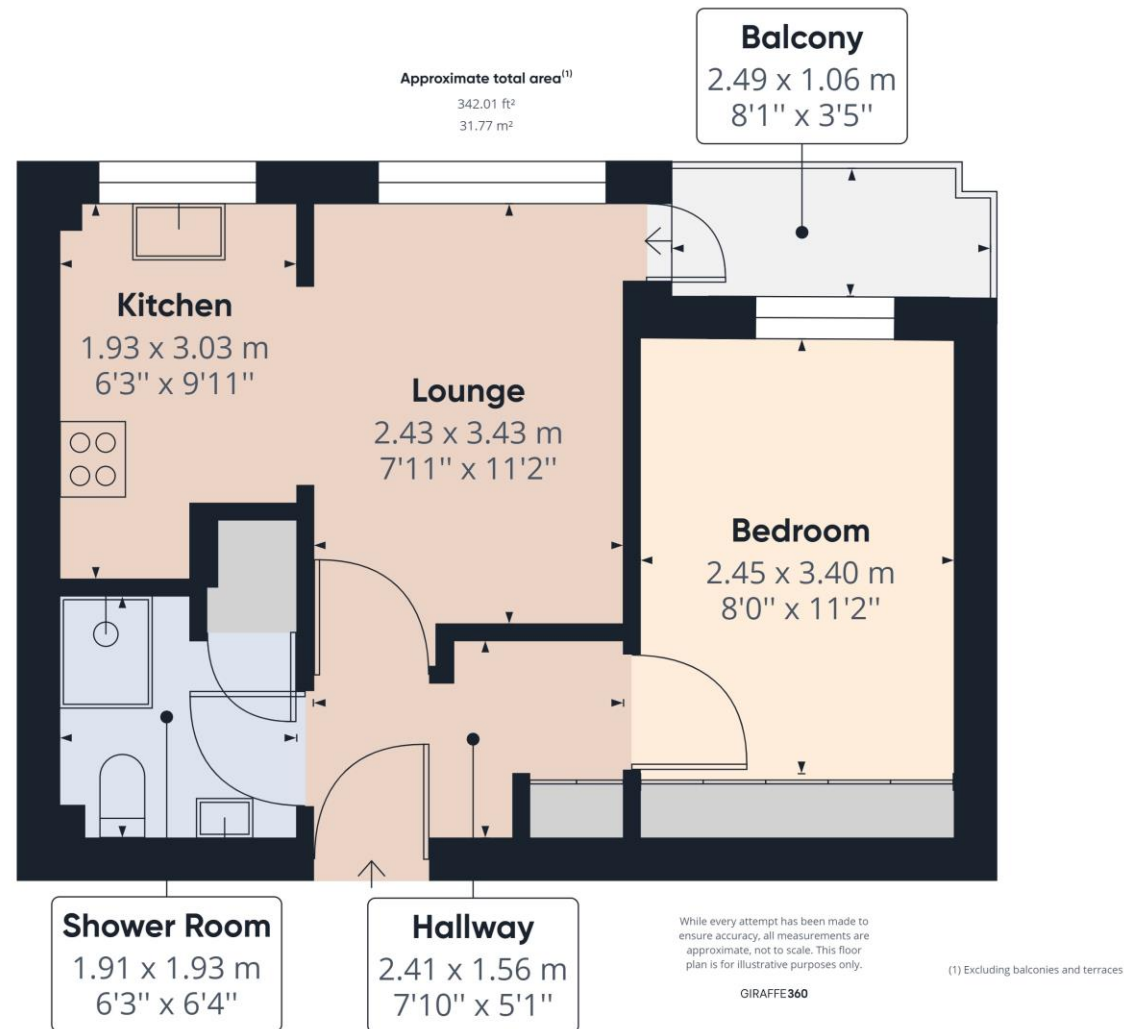 Approximate total area(1)
342.01 ft²
31.77 m²
Balcony
2.49 x 1.06 m
8'1'' x 3'5''
Kitchen
1.93 x 3.03 m
6'3'' x 9'11''
Lounge
2.43 x 3.43 m
7'11'' x 11'2''
Bedroom
2.45 x 3.40 m
8'0'' x 11'2''
Shower Room
1.91 x 1.93 m
6'3'' x 6'4''
Hallway
2.41 x 1.56 m
7'10'' x 5'1''
While every attempt has been made to
ensure accuracy, all measurements are
approximate, not to scale. This floor
plan is for illustrative purposes only.
GIRAFFE360
(1) Excluding balconies and terraces